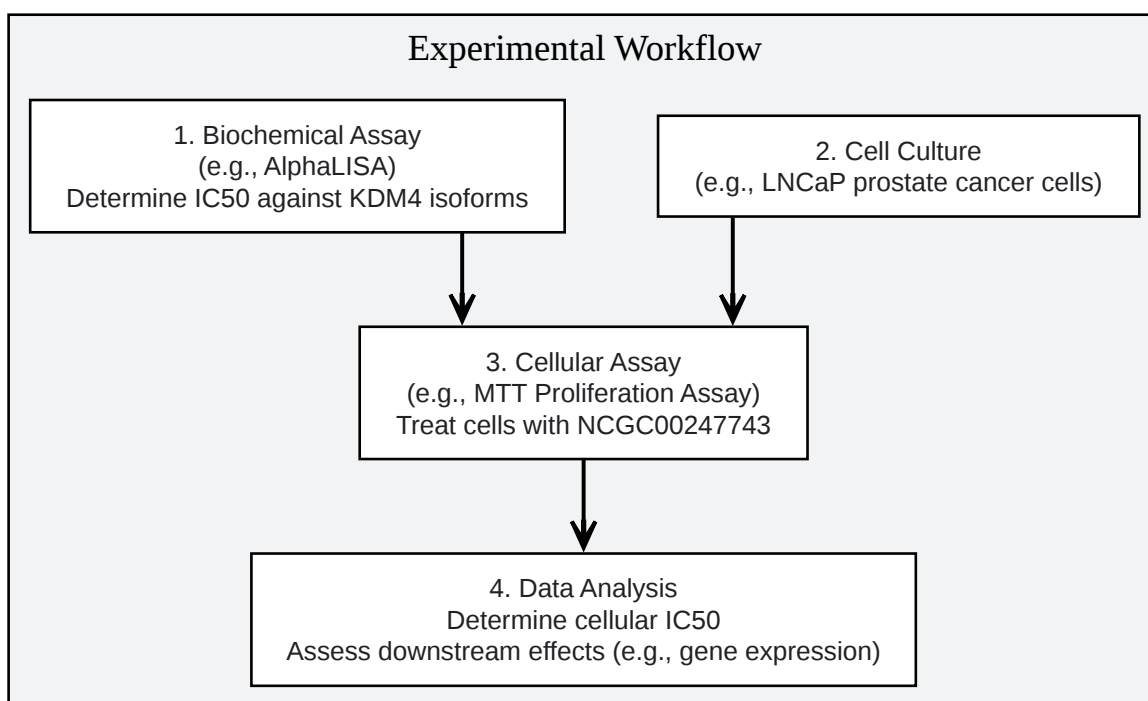 Experimental Workflow
1. Biochemical Assay
(e.g., AlphaLISA)
Determine IC50 against KDM4 isoforms
2. Cell Culture
(e.g., LNCaP prostate cancer cells)
3. Cellular Assay
(e.g., MTT Proliferation Assay)
Treat cells with NCGC00247743
4. Data Analysis
Determine cellular IC50
Assess downstream effects (e.g., gene expression)